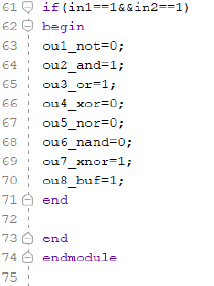 61 if(in1==1&&in2==1)
62 begin
63 ou1_not=0;
64 ou2_and=1;
65 ou3_or=1;
66 ou4_xor=0;
67 ou5_nor=0;
68 ou6_nand=0;
69 ou7_xnor=1;
70 ou8_buf=1;
71 end
72
73 end
74 endmodule
75